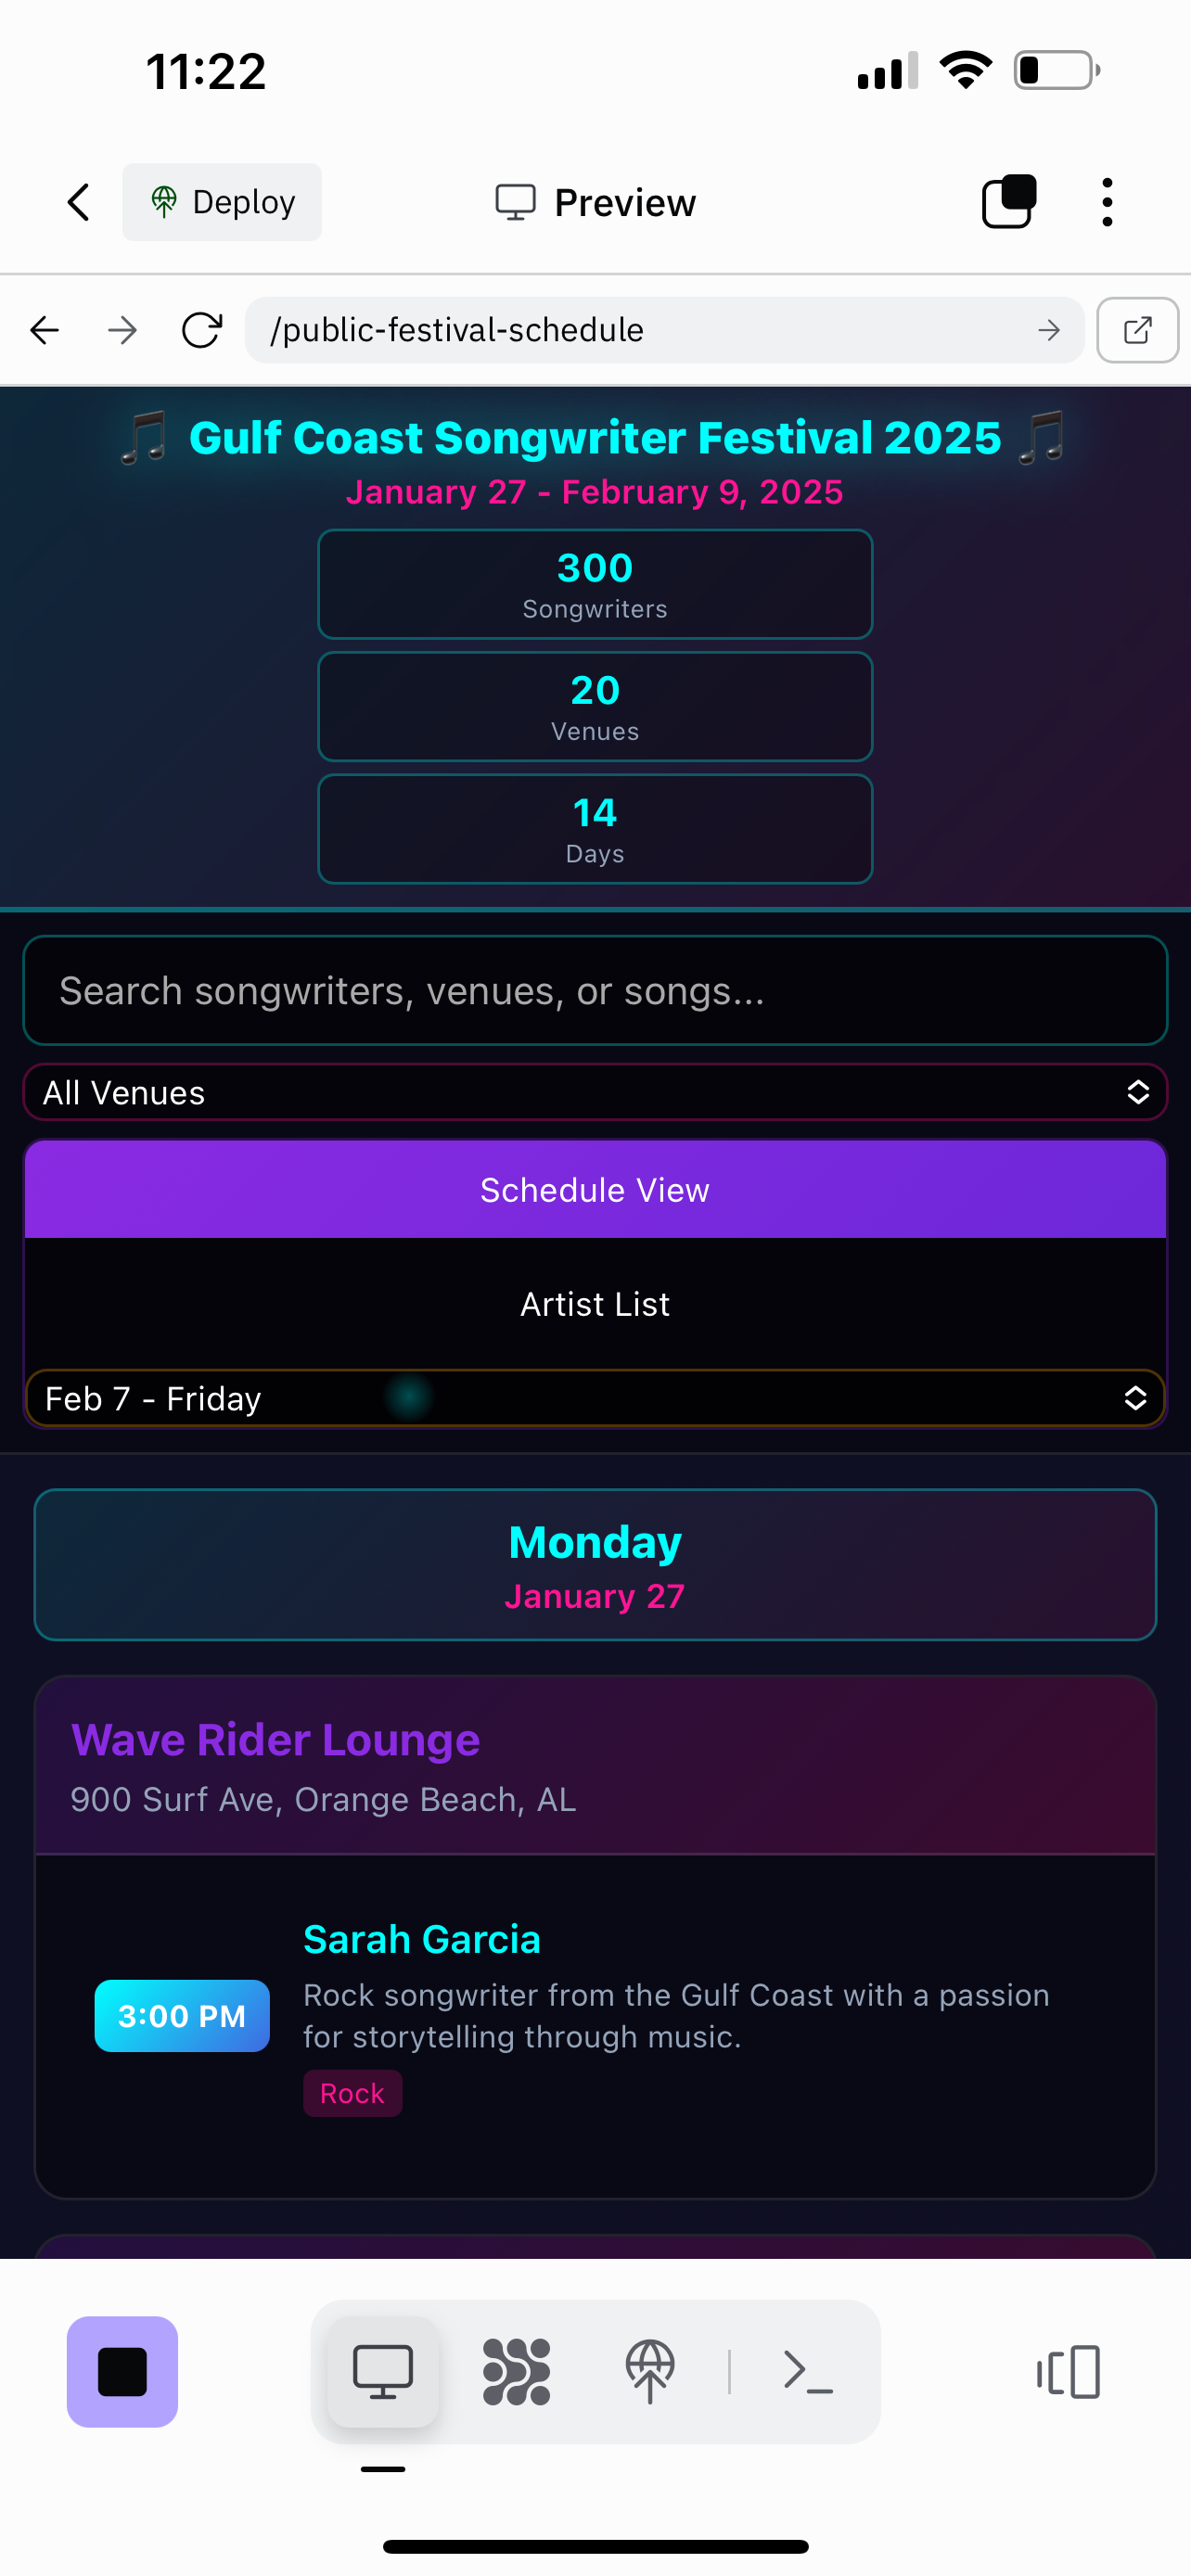 11:22
Deploy
Preview
/public-festival-schedule
🎵 Gulf Coast Songwriter Festival 2025 🎵
January 27 - February 9, 2025
300
Songwriters
20
Venues
14
Days
Search songwriters, venues, or songs...
All Venues
Schedule View
Artist List
Feb 7 - Friday
Monday
January 27
Wave Rider Lounge
900 Surf Ave, Orange Beach, AL
Sarah Garcia
3:00 PM
Rock songwriter from the Gulf Coast with a passion
for storytelling through music.
Rock